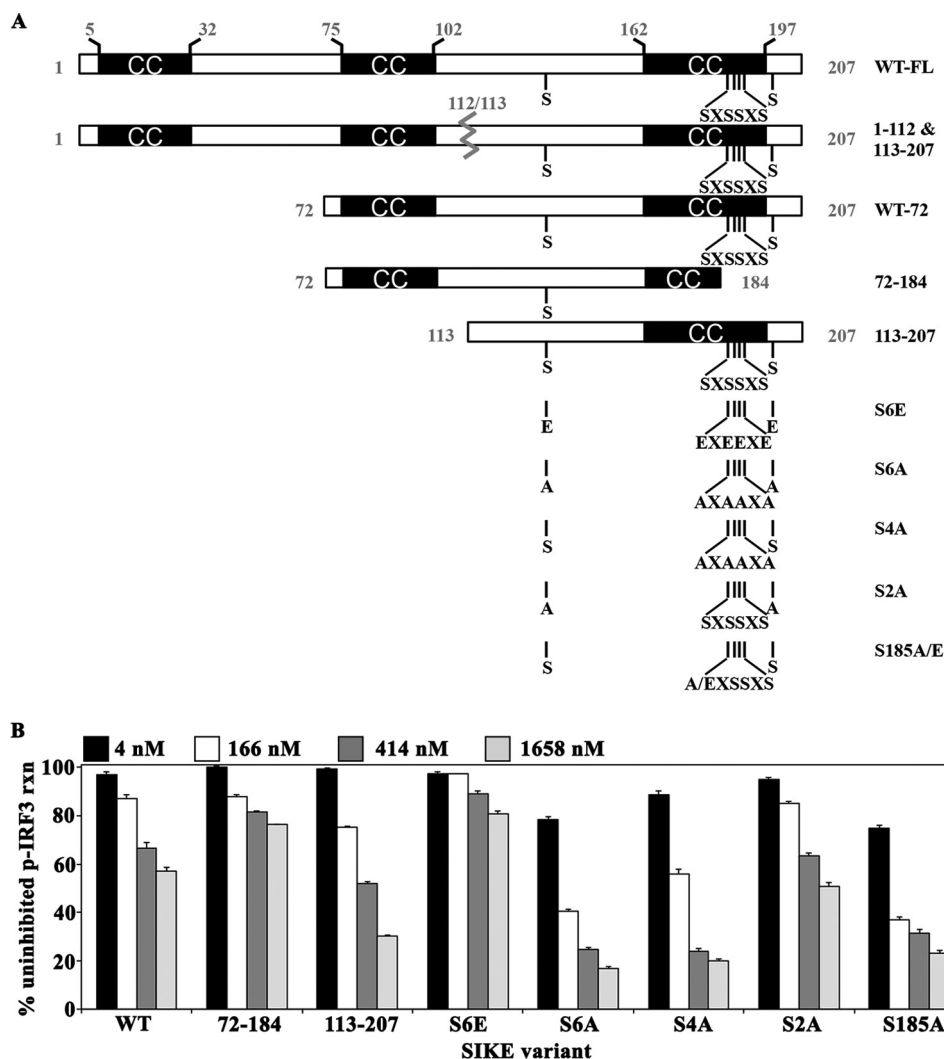 A
5 32 75 102 162 197
1 CC CC CC 207 WT-FL
S SXSSXS S
112/113
1 CC CC CC 207 1-112 &
113-207
S SXSSXS S
72 CC CC 207 WT-72
S SXSSXS S
72 CC CC 184 72-184
S
113 CC 207 113-207
S SXSSXS S
S6E
E EXEEXE E
S6A
A AXAAXA A
S4A
S AXAAXA S
S2A
A SXSSXS A
S185A/E
S A/EXSSXS S
B
4 nM 166 nM 414 nM 1658 nM
% uninhibited p-IRF3 rxn
100
80
60
40
20
0
WT 72-184 113-207 S6E S6A S4A S2A S185A
SIKE variant